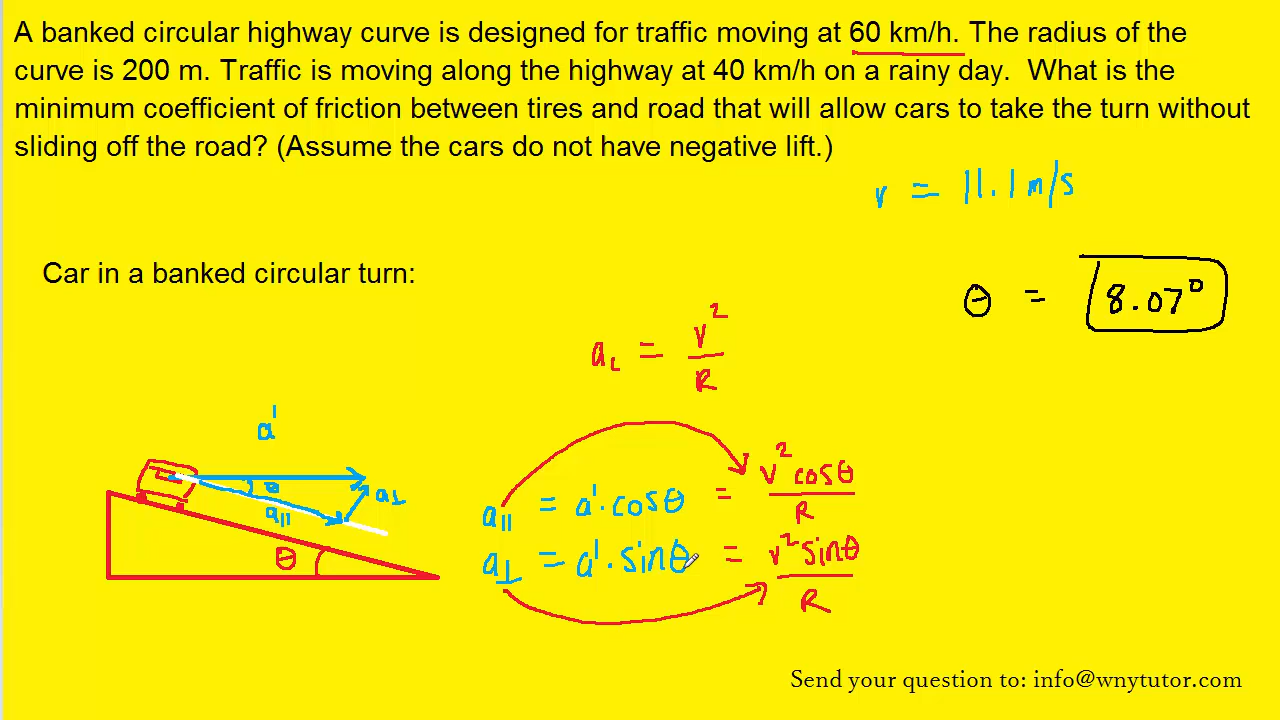 A banked circular highway curve is designed for traffic moving at 60 km/h. The radius of the
curve is 200 m. Traffic is moving along the highway at 40 km/h on a rainy day. What is the
minimum coefficient of friction between tires and road that will allow cars to take the turn without
sliding off the road? (Assume the cars do not have negative lift.)
v = 11.1 m/s
Car in a banked circular turn:
θ = 8.07°
a_c = v²/R
a'
θ
a⊥
a||
θ
a|| = a'·cosθ = v²cosθ/R
a⊥ = a'·sinθ = v²sinθ/R
Send your question to: info@wnytutor.com